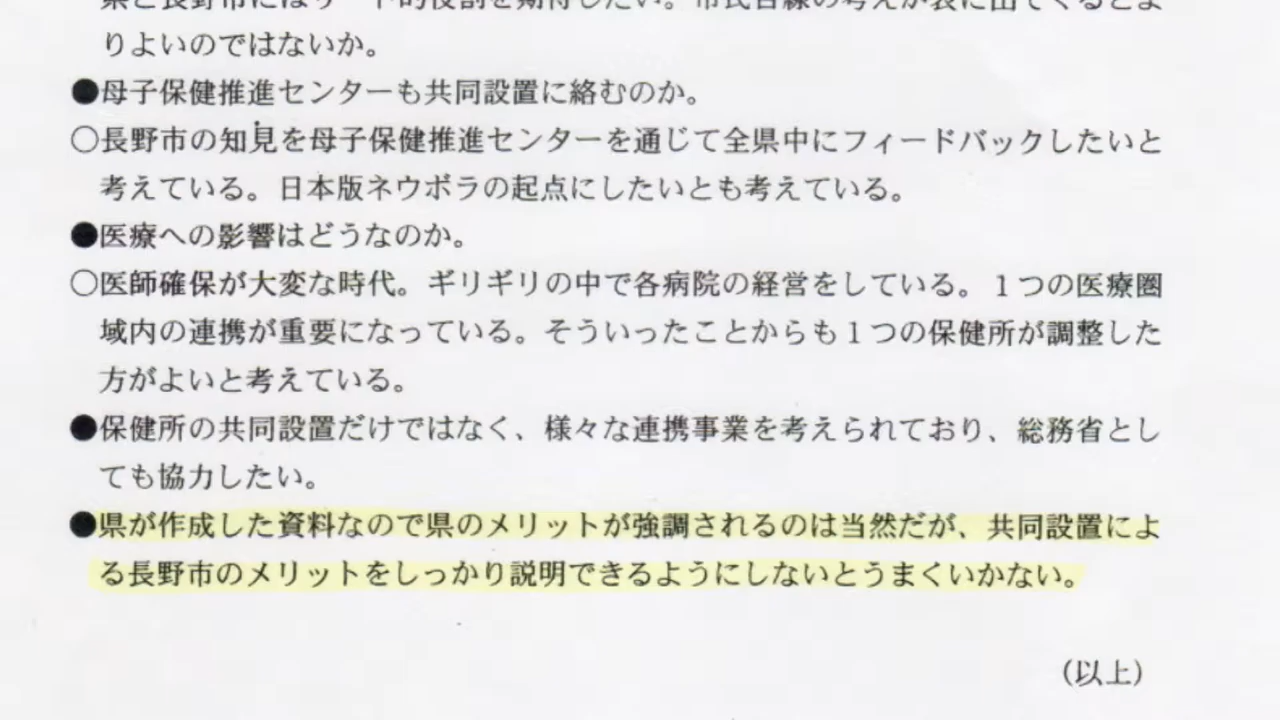 りよいのではないか。
●母子保健推進センターも共同設置に絡むのか。
○長野市の知見を母子保健推進センターを通じて全県中にフィードバックしたいと
考えている。日本版ネウボラの起点にしたいとも考えている。
●医療への影響はどうなのか。
○医師確保が大変な時代。ギリギリの中で各病院の経営をしている。１つの医療圏
域内の連携が重要になっている。そういったことからも１つの保健所が調整した
方がよいと考えている。
●保健所の共同設置だけではなく、様々な連携事業を考えられており、総務省とし
ても協力したい。
●県が作成した資料なので県のメリットが強調されるのは当然だが、共同設置によ
る長野市のメリットをしっかり説明できるようにしないとうまくいかない。
（以上）